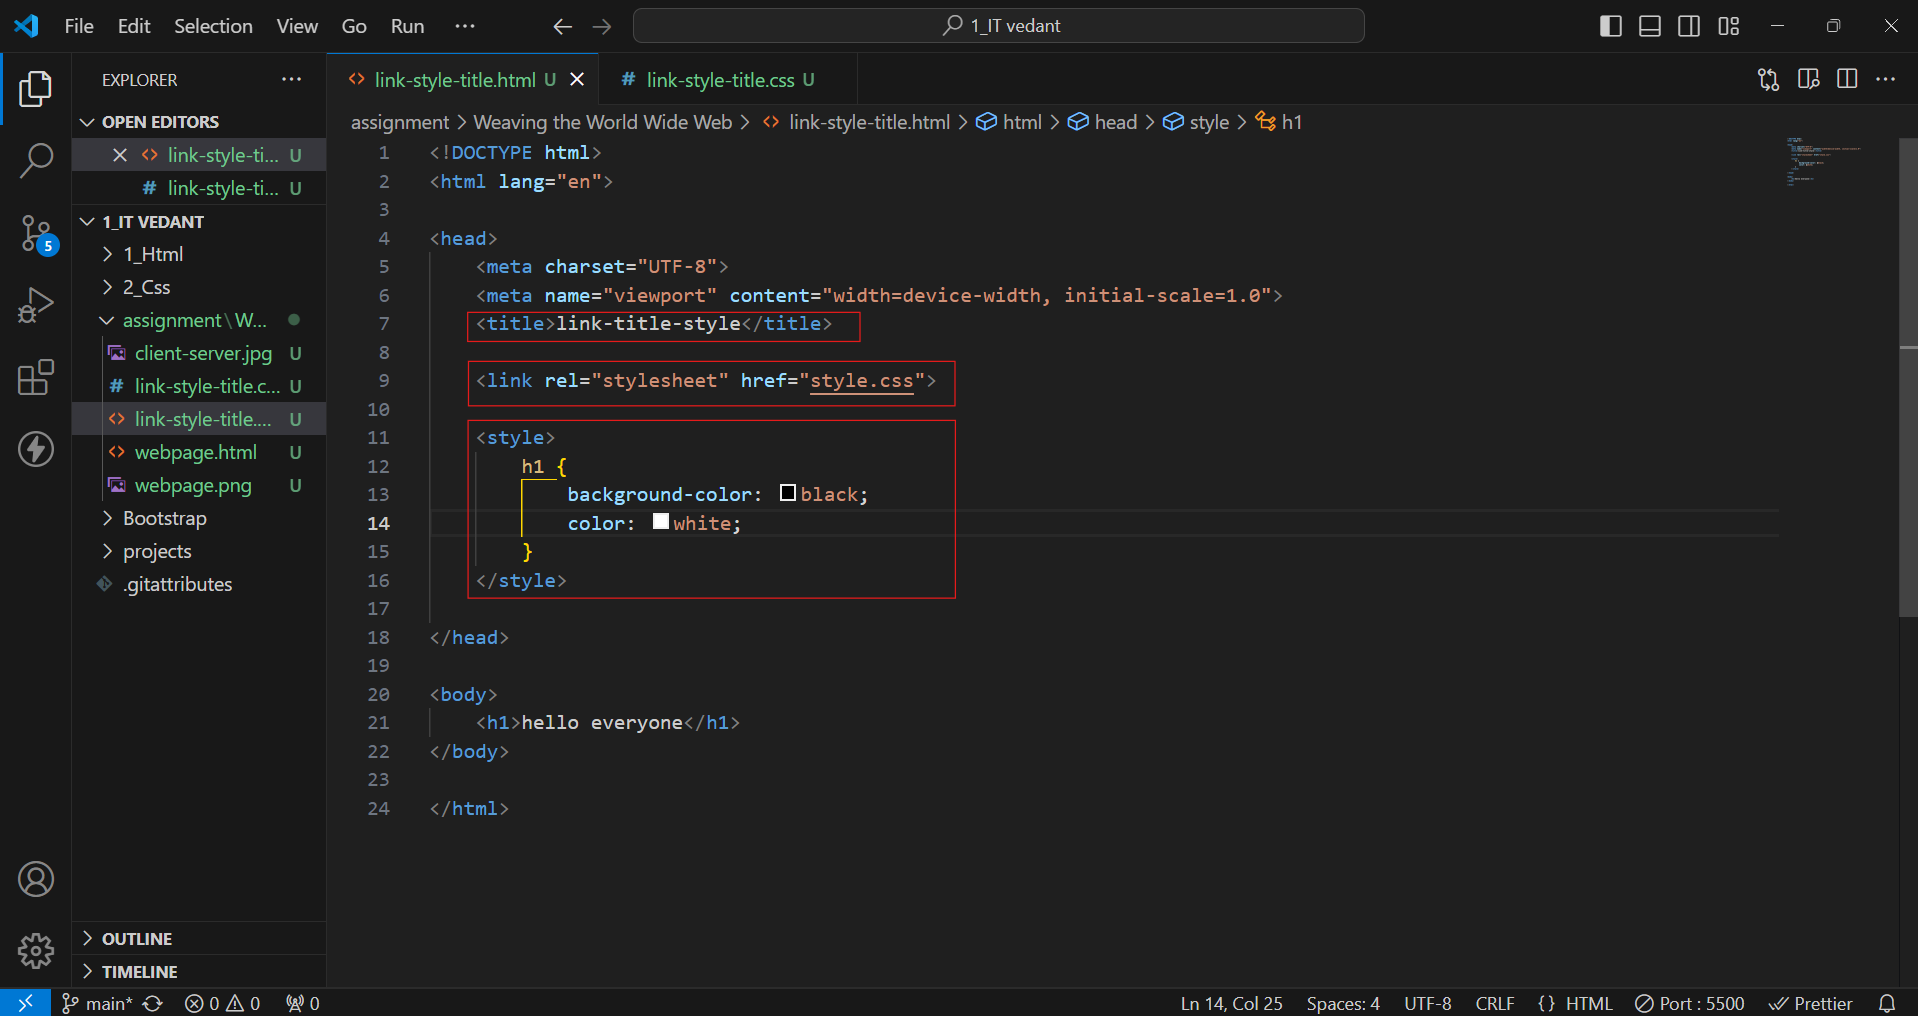 File Edit Selection View Go Run ··· 1_IT vedant
EXPLORER ···
OPEN EDITORS
link-style-ti... U
link-style-ti... U
1_IT VEDANT
1_Html
2_Css
assignment\W...
client-server.jpg U
link-style-title.c... U
link-style-title.... U
webpage.html U
webpage.png U
Bootstrap
projects
.gitattributes
OUTLINE
TIMELINE
link-style-title.html U # link-style-title.css U
assignment > Weaving the World Wide Web > link-style-title.html > html > head > style > h1
1 <!DOCTYPE html>
2 <html lang="en">
3
4 <head>
5 <meta charset="UTF-8">
6 <meta name="viewport" content="width=device-width, initial-scale=1.0">
7 <title>link-title-style</title>
8
9 <link rel="stylesheet" href="style.css">
10
11 <style>
12 h1 {
13 background-color: black;
14 color: white;
15 }
16 </style>
17
18 </head>
19
20 <body>
21 <h1>hello everyone</h1>
22 </body>
23
24 </html>
5
main* 0 0 0 Ln 14, Col 25 Spaces: 4 UTF-8 CRLF {} HTML Port : 5500 Prettier